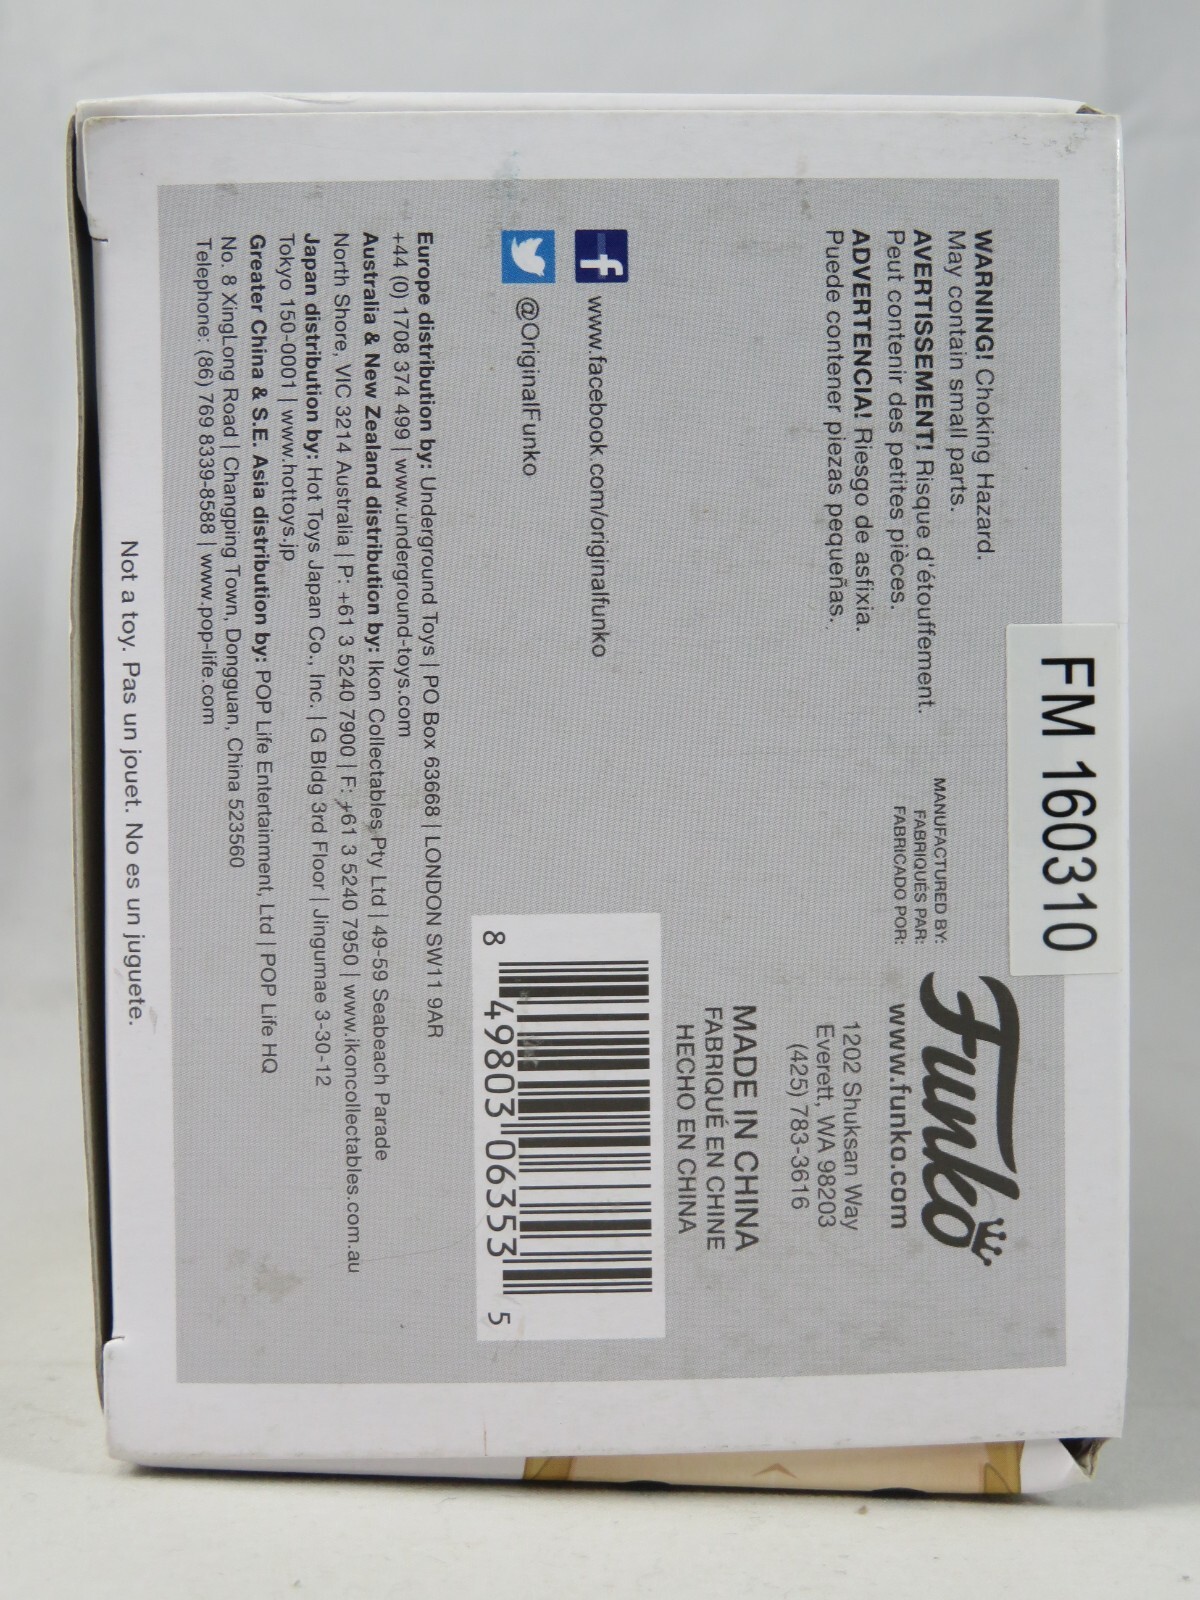 FM 160310
WARNING! Choking Hazard.
May contain small parts.
AVERTISSEMENT! Risque d'étouffement.
Peut contenir des petites pièces.
ADVERTENCIA! Riesgo de asfixia.
Puede contener piezas pequeñas.
MANUFACTURED BY:
FABRIQUÉS PAR:
FABRICADO POR:
Funko
www.funko.com
1202 Shuksan Way
Everett, WA 98203
(425) 783-3616
MADE IN CHINA
FABRIQUÉ EN CHINE
HECHO EN CHINA
f www.facebook.com/originalfunko
@OriginalFunko
8 49803 06353 5
Europe distribution by: Underground Toys | PO Box 63668 | LONDON SW11 9AR
+44 (0) 1708 374 499 | www.underground-toys.com
Australia & New Zealand distribution by: Ikon Collectables Pty Ltd | 49-59 Seabeach Parade
North Shore, VIC 3214 Australia | P: +61 3 5240 7900 | F: +61 3 5240 7950 | www.ikoncollectables.com.au
Japan distribution by: Hot Toys Japan Co., Inc. | G Bldg 3rd Floor | Jingumae 3-30-12
Tokyo 150-0001 | www.hottoys.jp
Greater China & S.E. Asia distribution by: POP Life Entertainment, Ltd | POP Life HQ
No. 8 XingLong Road | Changping Town, Dongguan, China 523560
Telephone: (86) 769 8339-8588 | www.pop-life.com
Not a toy. Pas un jouet. No es un juguete.